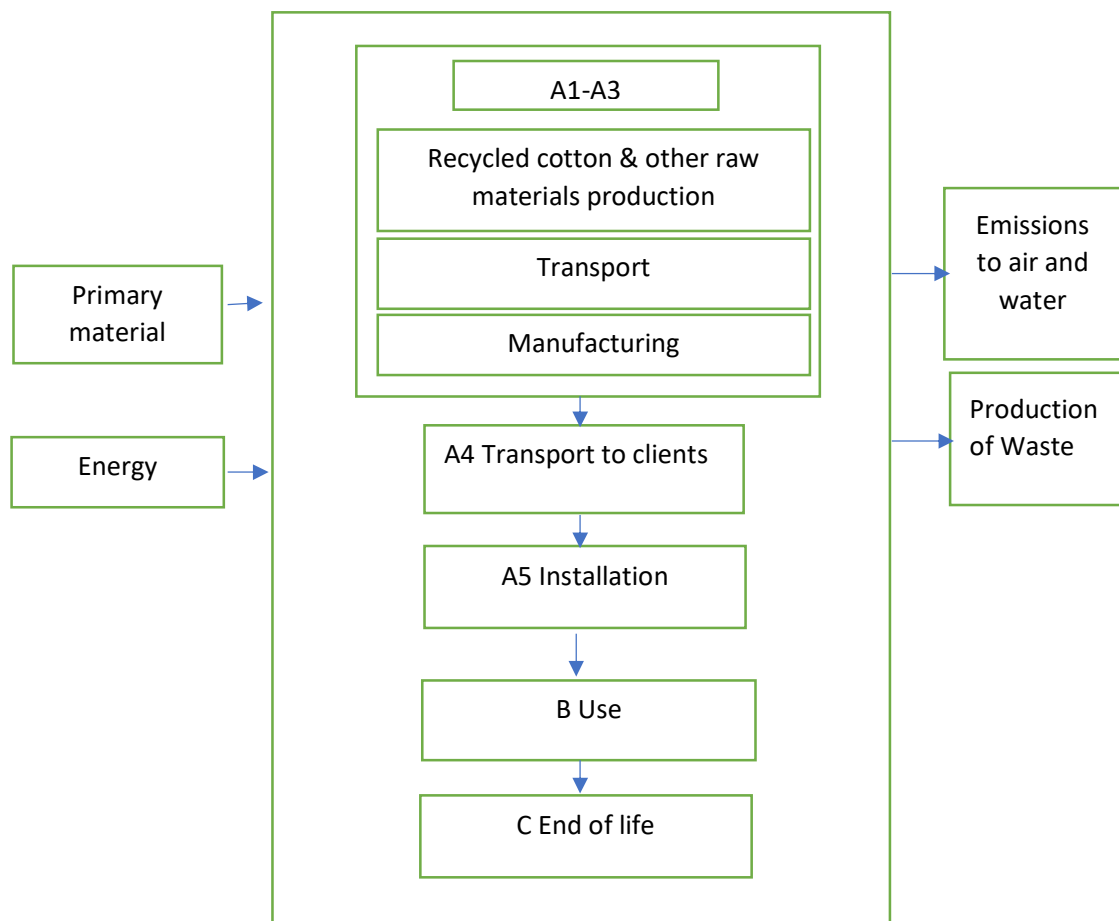 A1-A3
Recycled cotton & other raw
materials production
Transport
Manufacturing
Primary
material
Energy
Emissions
to air and
water
Production
of Waste
A4 Transport to clients
A5 Installation
B Use
C End of life